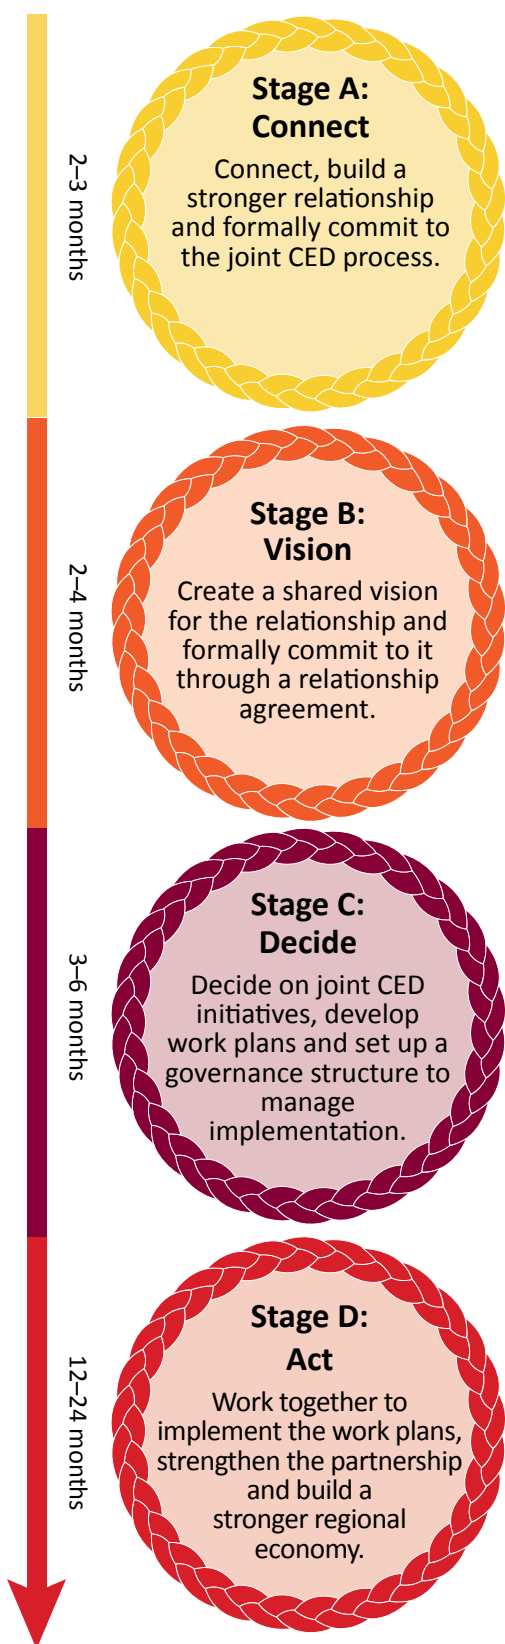 2–3 months
Stage A:
Connect
Connect, build a
stronger relationship
and formally commit to
the joint CED process.
2–4 months
Stage B:
Vision
Create a shared vision
for the relationship and
formally commit to it
through a relationship
agreement.
3–6 months
Stage C:
Decide
Decide on joint CED
initiatives, develop
work plans and set up a
governance structure to
manage
implementation.
12–24 months
Stage D:
Act
Work together to
implement the work plans,
strengthen the partnership
and build a
stronger regional
economy.